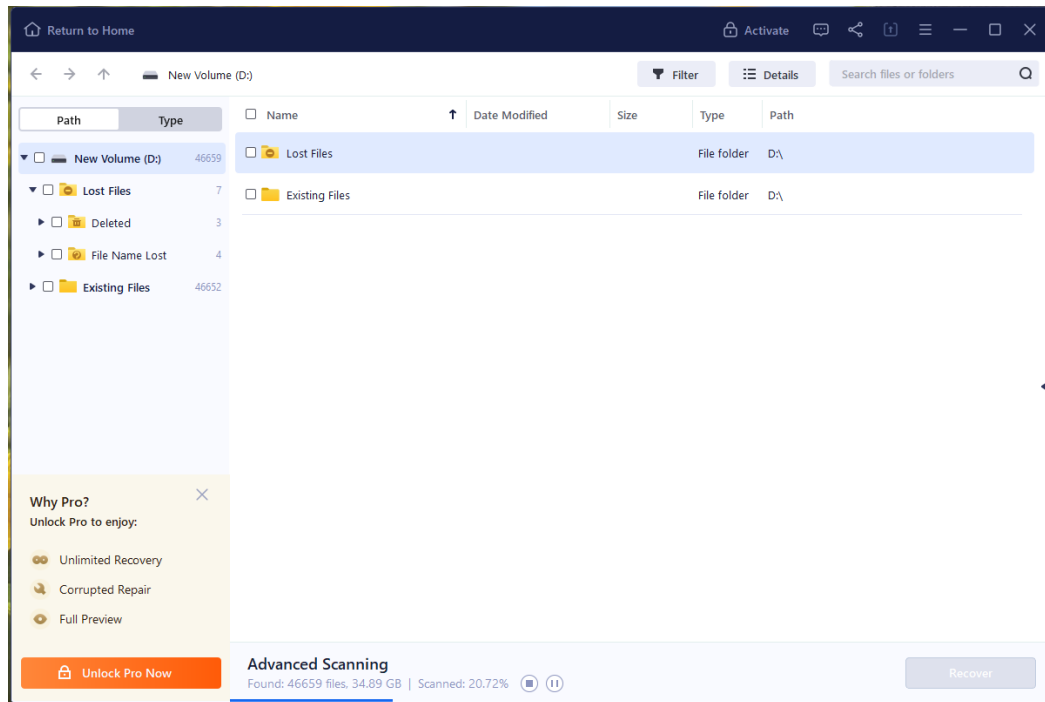 Return to Home
Activate
New Volume (D:)
Filter
Details
Search files or folders
Path
Type
Name
Date Modified
Size
Type
Path
New Volume (D:) 46659
Lost Files 7
Deleted 3
File Name Lost 4
Existing Files 46652
Lost Files File folder D:\
Existing Files File folder D:\
Why Pro?
Unlock Pro to enjoy:
Unlimited Recovery
Corrupted Repair
Full Preview
Unlock Pro Now
Advanced Scanning
Found: 46659 files, 34.89 GB | Scanned: 20.72%
Recover